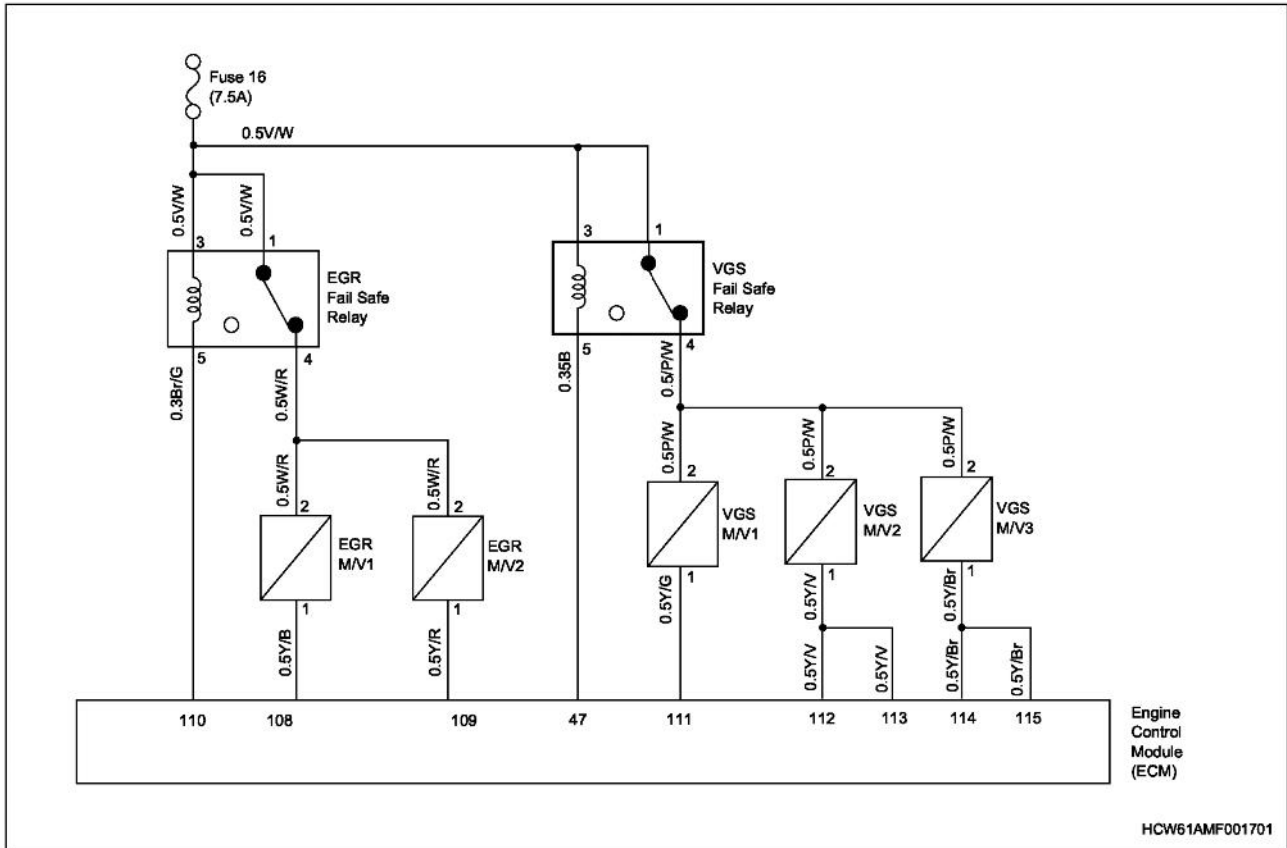 Fuse 16
(7.5A)
0.5V/W
0.5V/W
0.5V/W
3
1
EGR
Fail Safe
Relay
5
4
3
1
VGS
Fail Safe
Relay
5
4
0.3Br/G
0.5W/R
0.35B
0.5/P/W
0.5W/R
0.5W/R
0.5P/W
0.5P/W
0.5P/W
2
EGR
M/V1
1
2
EGR
M/V2
1
2
VGS
M/V1
1
2
VGS
M/V2
1
2
VGS
M/V3
1
0.5Y/B
0.5Y/R
0.5Y/G
0.5Y/V
0.5Y/Br
0.5Y/V
0.5Y/V
0.5Y/Br
0.5Y/Br
110
108
109
47
111
112
113
114
115
Engine
Control
Module
(ECM)
HCW61AMF001701